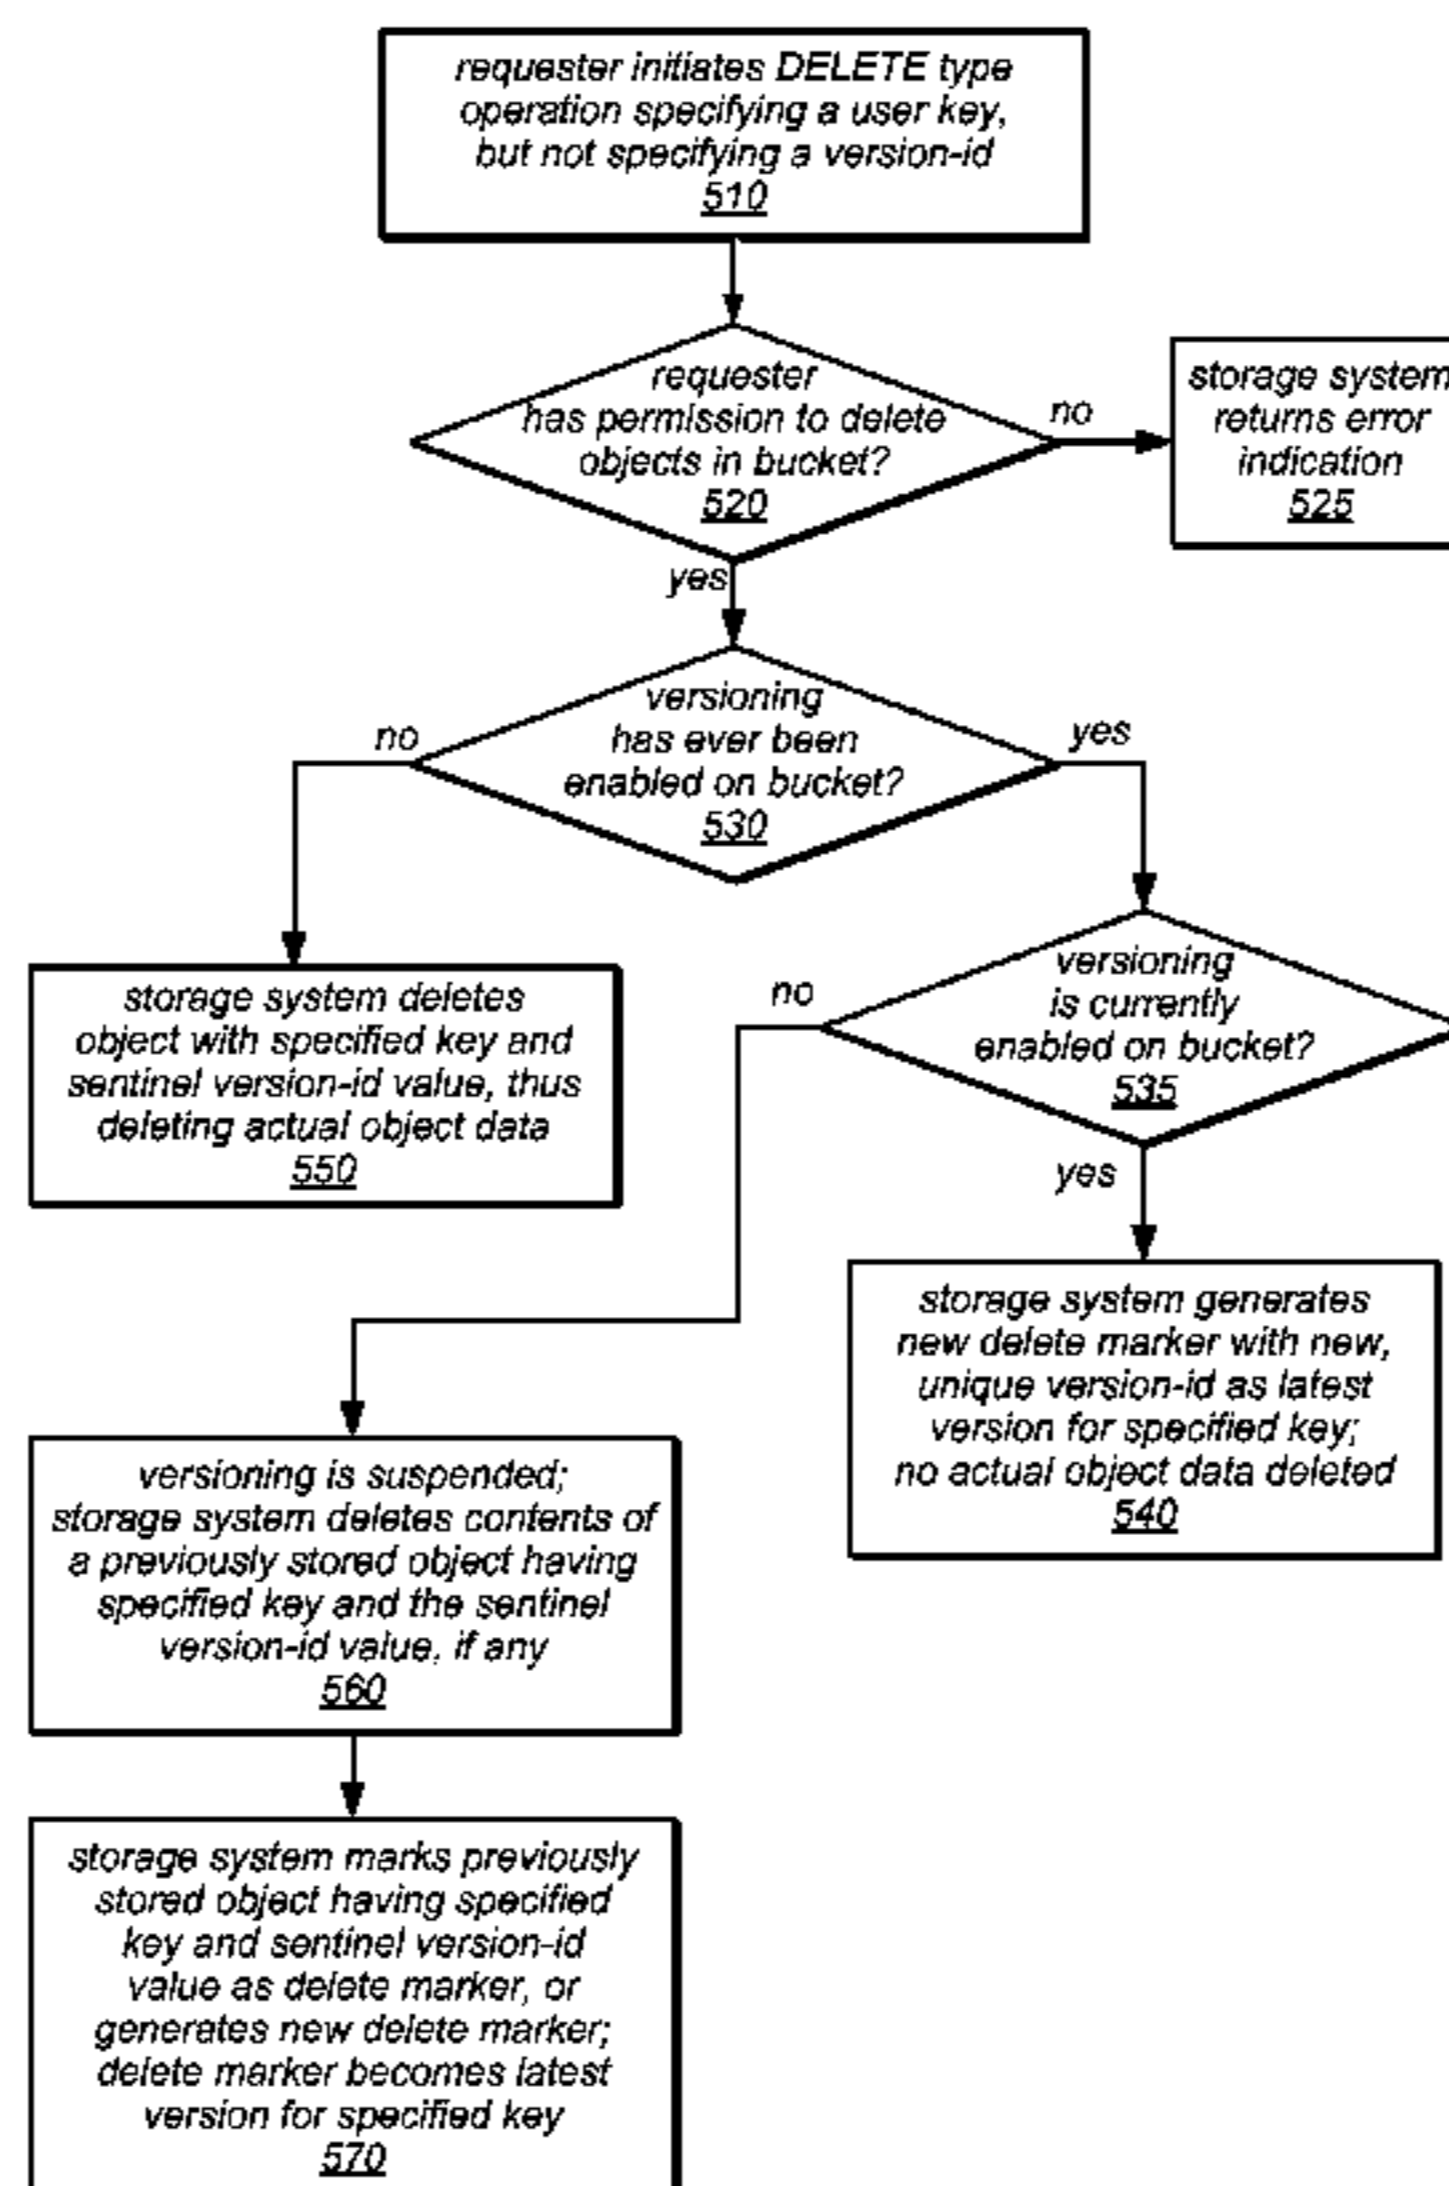 requester initiates DELETE type
operation specifying a user key,
but not specifying a version-id
510
requester
has permission to delete
objects in bucket?
520
no
storage system
returns error
indication
525
yes
versioning
has ever been
enabled on bucket?
530
no
yes
storage system deletes
object with specified key and
sentinel version-id value, thus
deleting actual object data
550
versioning
is currently
enabled on bucket?
535
no
yes
storage system generates
new delete marker with new,
unique version-id as latest
version for specified key;
no actual object data deleted
540
versioning is suspended;
storage system deletes contents of
a previously stored object having
specified key and the sentinel
version-id value, if any
560
storage system marks previously
stored object having specified
key and sentinel version-id
value as delete marker, or
generates new delete marker;
delete marker becomes latest
version for specified key
570